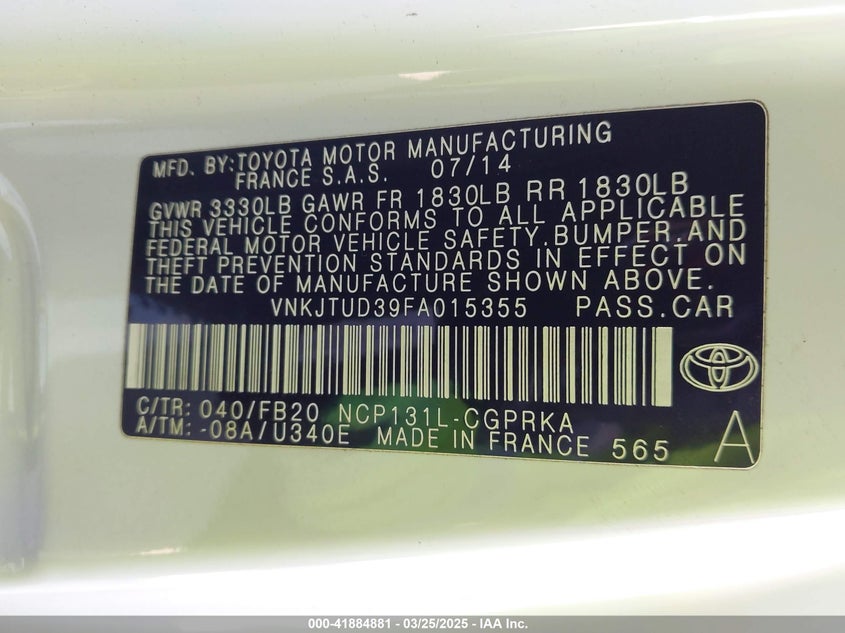 MFD. BY:TOYOTA MOTOR MANUFACTURING
FRANCE S.A.S. 07/14
GVWR 3330LB GAWR FR 1830LB RR 1830LB
THIS VEHICLE CONFORMS TO ALL APPLICABLE
FEDERAL MOTOR VEHICLE SAFETY,BUMPER,AND
THEFT PREVENTION STANDARDS IN EFFECT ON
THE DATE OF MANUFACTURE SHOWN ABOVE.
VNKJTUD39FA015355 PASS.CAR
C/TR: 040/FB20 NCP131L-CGPRKA
A/TM: -08A/U340E MADE IN FRANCE 565 A
000-41884881 - 03/25/2025 - IAA Inc.